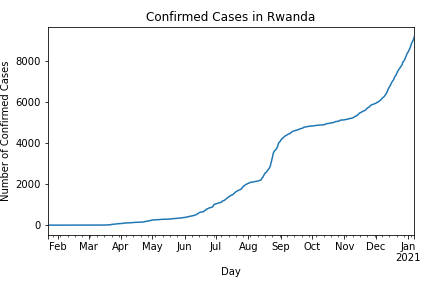 Confirmed Cases in Rwanda
Number of Confirmed Cases
8000
6000
4000
2000
0
Feb Mar Apr May Jun Jul Aug Sep Oct Nov Dec Jan
2021
Day